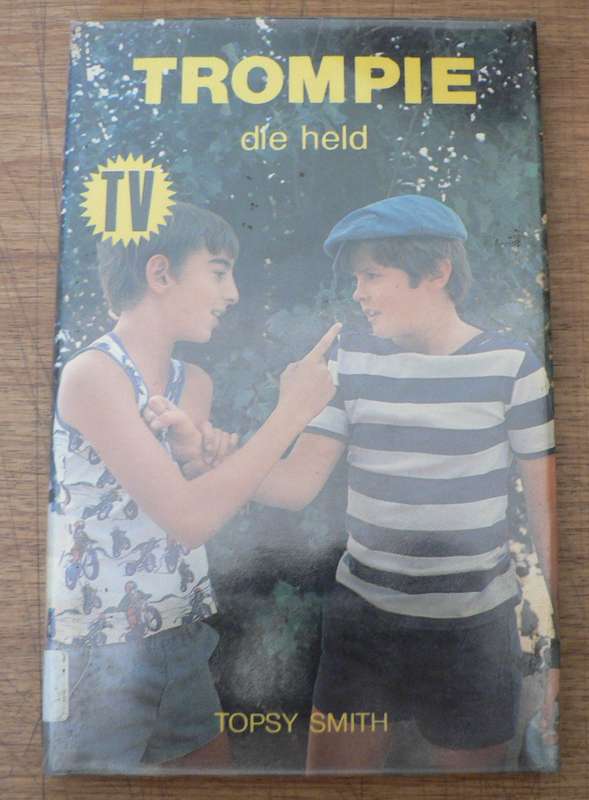 TROMPIE
die held
TV
TOPSY SMITH